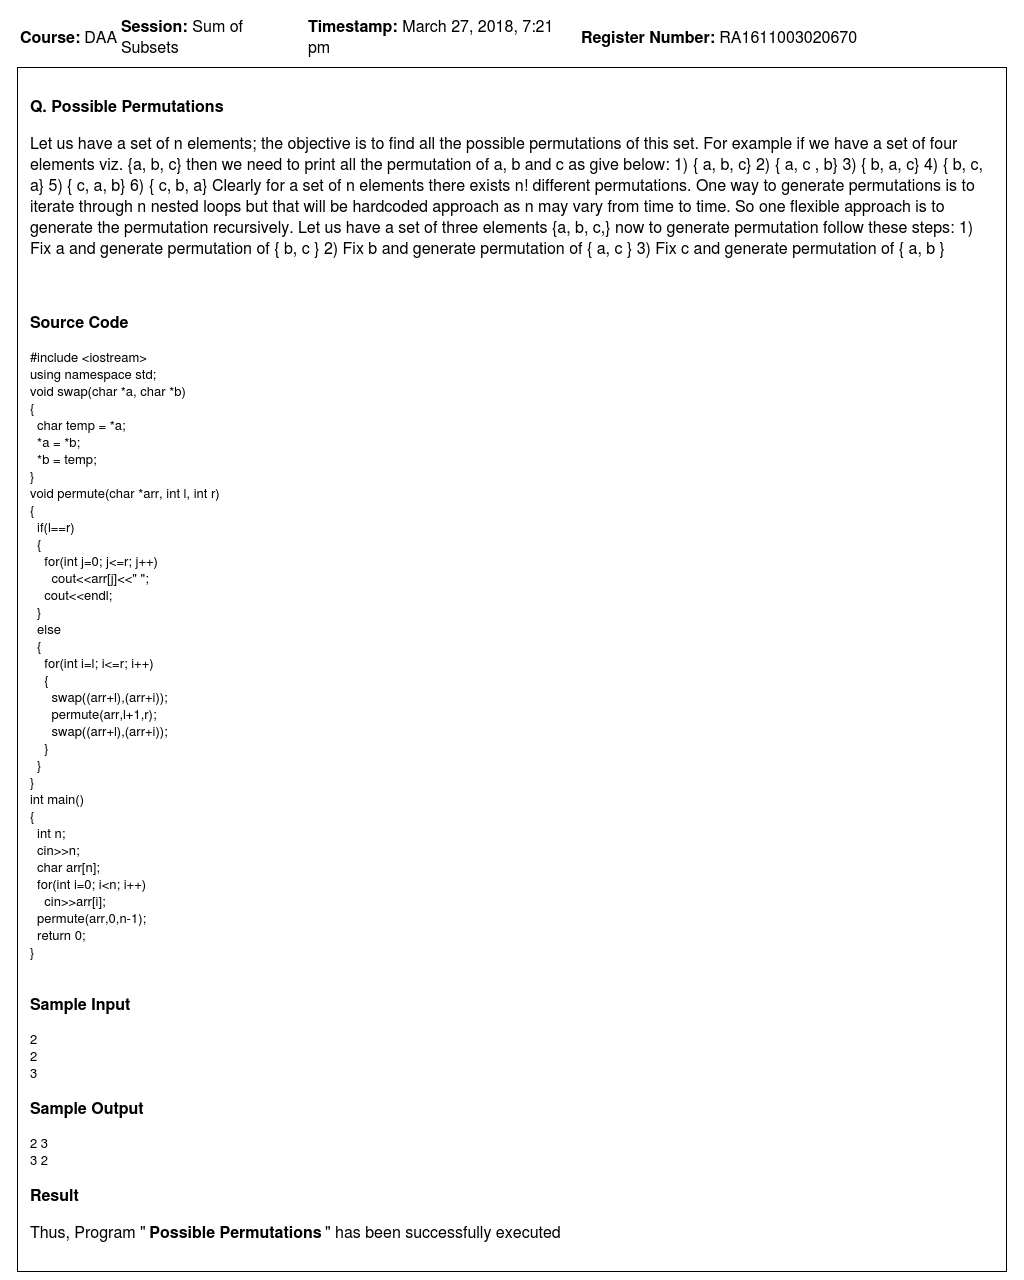 Course: DAA Session: Sum of Subsets Timestamp: March 27, 2018, 7:21 pm Register Number: RA1611003020670
Q. Possible Permutations
Let us have a set of n elements; the objective is to find all the possible permutations of this set. For example if we have a set of four
elements viz. {a, b, c} then we need to print all the permutation of a, b and c as give below: 1) { a, b, c} 2) { a, c , b} 3) { b, a, c} 4) { b, c,
a} 5) { c, a, b} 6) { c, b, a} Clearly for a set of n elements there exists n! different permutations. One way to generate permutations is to
iterate through n nested loops but that will be hardcoded approach as n may vary from time to time. So one flexible approach is to
generate the permutation recursively. Let us have a set of three elements {a, b, c,} now to generate permutation follow these steps: 1)
Fix a and generate permutation of { b, c } 2) Fix b and generate permutation of { a, c } 3) Fix c and generate permutation of { a, b }
Source Code
#include <iostream>
using namespace std;
void swap(char *a, char *b)
{
  char temp = *a;
  *a = *b;
  *b = temp;
}
void permute(char *arr, int l, int r)
{
  if(l==r)
  {
    for(int j=0; j<=r; j++)
      cout<<arr[j]<<" ";
    cout<<endl;
  }
  else
  {
    for(int i=l; i<=r; i++)
    {
      swap((arr+l),(arr+i));
      permute(arr,l+1,r);
      swap((arr+l),(arr+i));
    }
  }
}
int main()
{
  int n;
  cin>>n;
  char arr[n];
  for(int i=0; i<n; i++)
    cin>>arr[i];
  permute(arr,0,n-1);
  return 0;
}
Sample Input
2
2
3
Sample Output
2 3
3 2
Result
Thus, Program " Possible Permutations " has been successfully executed